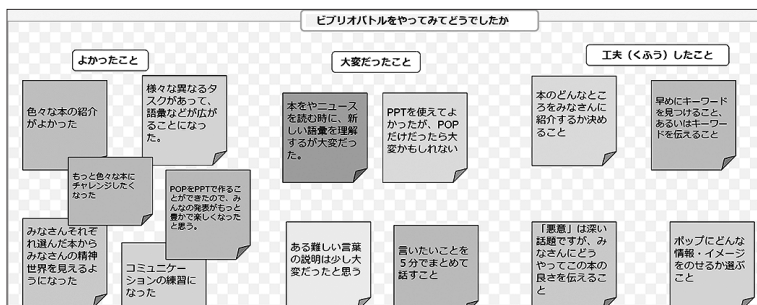 ビブリオバトルをやってみてどうでしたか
よかったこと
色々な本の紹介
がよかった
様々な異なるタ
スクがあって、
語彙などが広が
ることになっ
た。
もっと色々な本に
チャレンジしたく
なった
POPをPPTで作るこ
とができたので、み
んなの発表がもっと
豊かで楽しくなった
と思う。
みなさんそれぞ
れ選んだ本から
みなさんの精神
世界を見えるよ
うになった
コミュニケー
ションの練習に
なった
大変だったこと
本をやニュース
を読む時に、新
しい語彙を理解
するが大変だっ
た。
PPTを使えてよ
かったが、POP
だけだったら大
変かもしれない
ある難しい言葉
の説明は少し大
変だったと思う
言いたいことを
5分でまとめて
話すこと
工夫(くふう)したこと
本のどんなとこ
ろをみなさんに
紹介するか決め
ること
早めにキーワード
を見つけること、
あるいはキーワー
ドを伝えること
「悪意」は深い
話題ですが、み
なさんにどう
やってこの本の
良さを伝えるこ
と
ポップにどんな
情報・イメージ
をのせるか選ぶ
こと